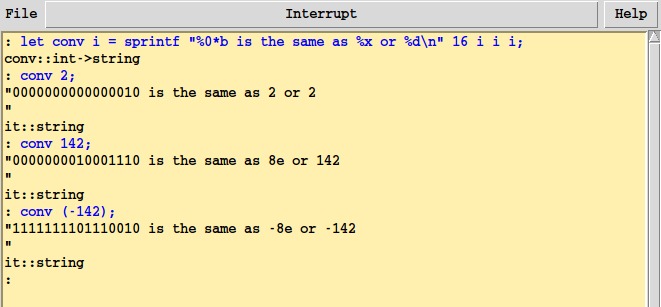 File Interrupt Help
: let conv i = sprintf "%0*b is the same as %x or %d\n" 16 i i i;
conv::int->string
: conv 2;
"0000000000000010 is the same as 2 or 2
"
it::string
: conv 142;
"0000000010001110 is the same as 8e or 142
"
it::string
: conv (-142);
"1111111101110010 is the same as -8e or -142
"
it::string
: